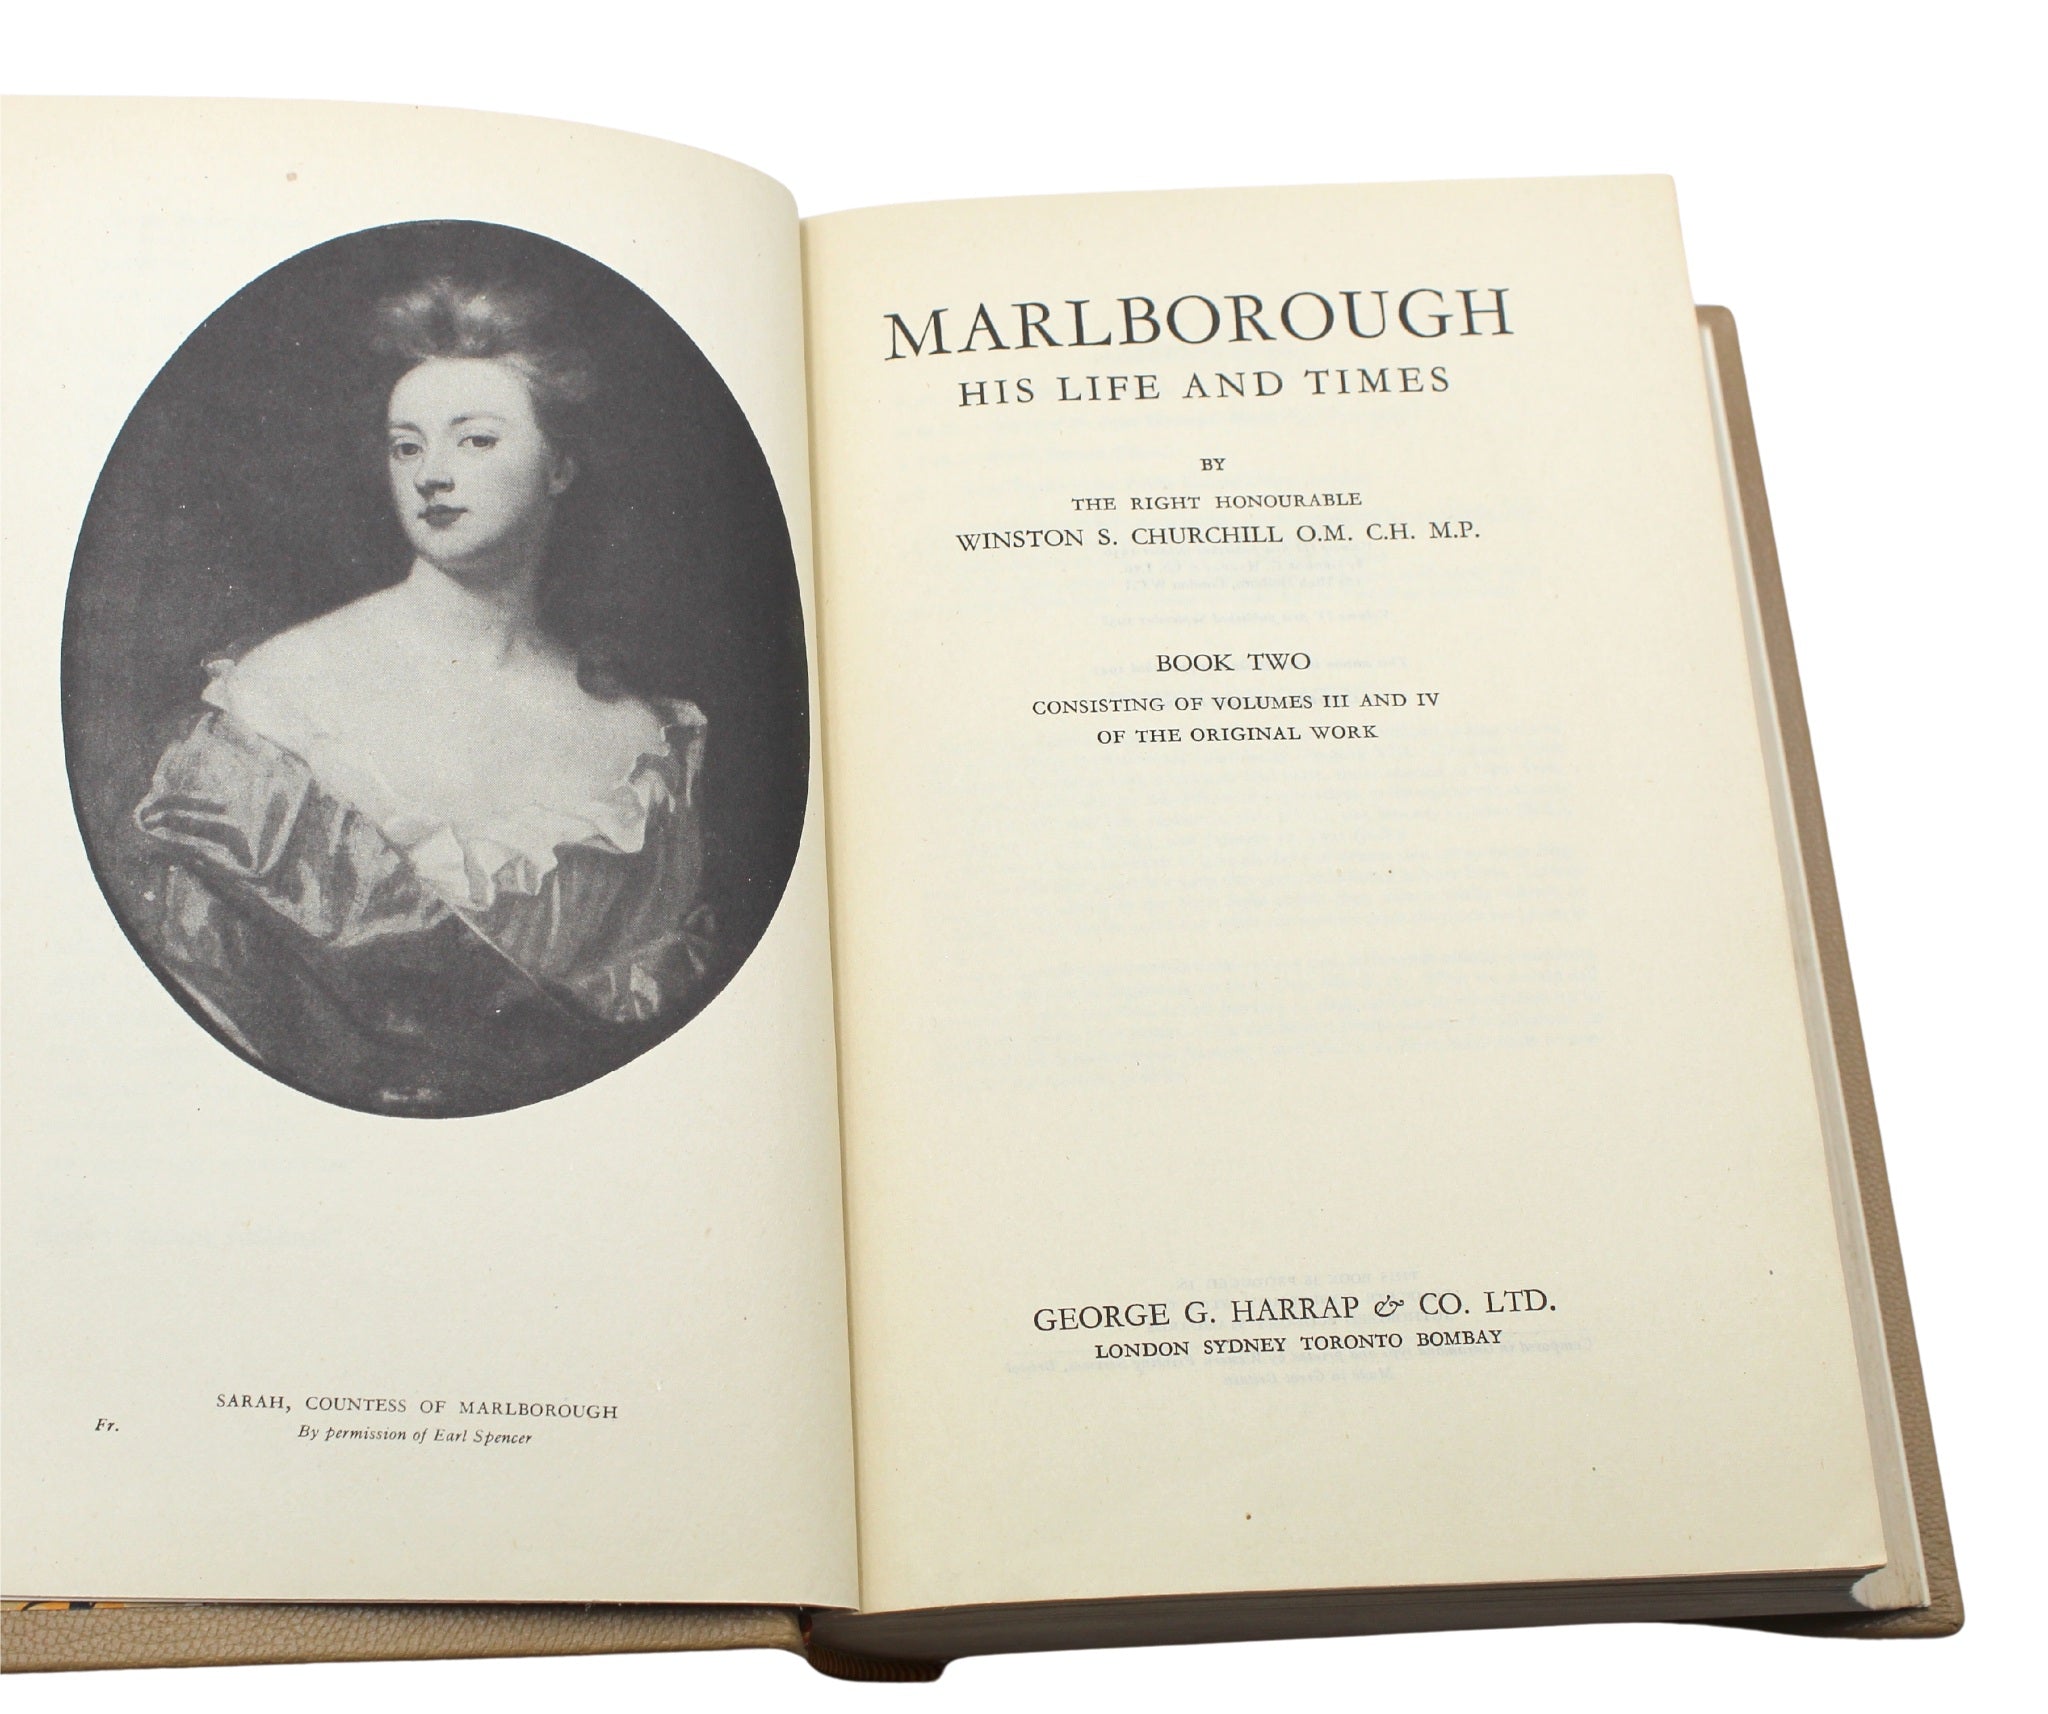 SARAH, COUNTESS OF MARLBOROUGH
By permission of Earl Spencer
Fr.
MARLBOROUGH
HIS LIFE AND TIMES
BY
THE RIGHT HONOURABLE
WINSTON S. CHURCHILL O.M. C.H. M.P.
BOOK TWO
CONSISTING OF VOLUMES III AND IV
OF THE ORIGINAL WORK
GEORGE G. HARRAP & CO. LTD.
LONDON SYDNEY TORONTO BOMBAY